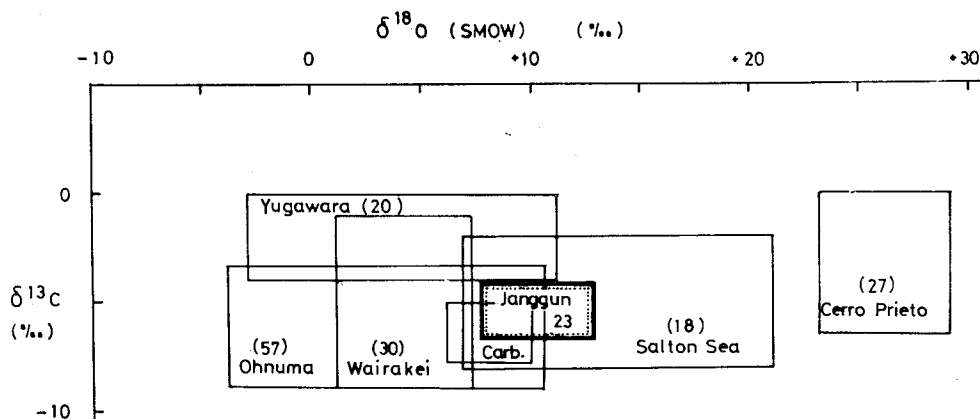 δ18O (SMOW) (‰)
-10 0 +10 +20 +30
0
Yugawara (20)
δ13C
(‰)
Janggun
23
(27)
Cerro Prieto
(57)
Ohnuma
(30)
Wairakei
Carb.
(18)
Salton Sea
-10